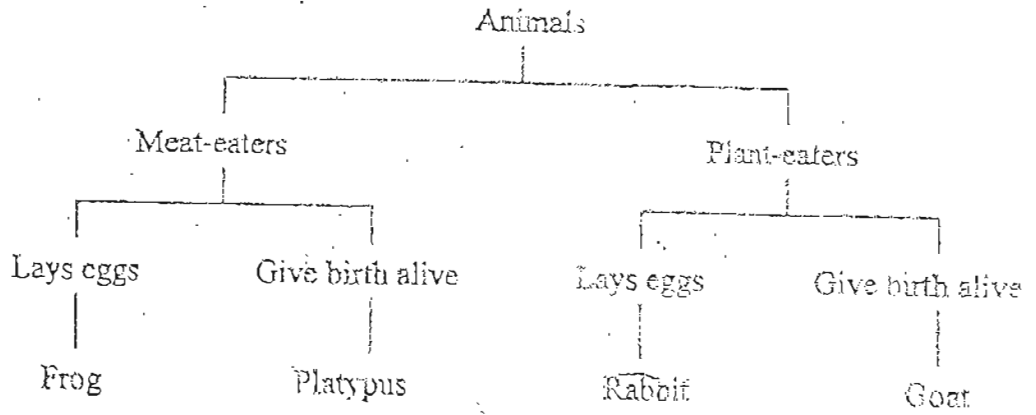 Animals
Meat-eaters
Plant-eaters
Lays eggs
Give birth alive
Lays eggs
Give birth alive
Frog
Platypus
Rabbit
Goat